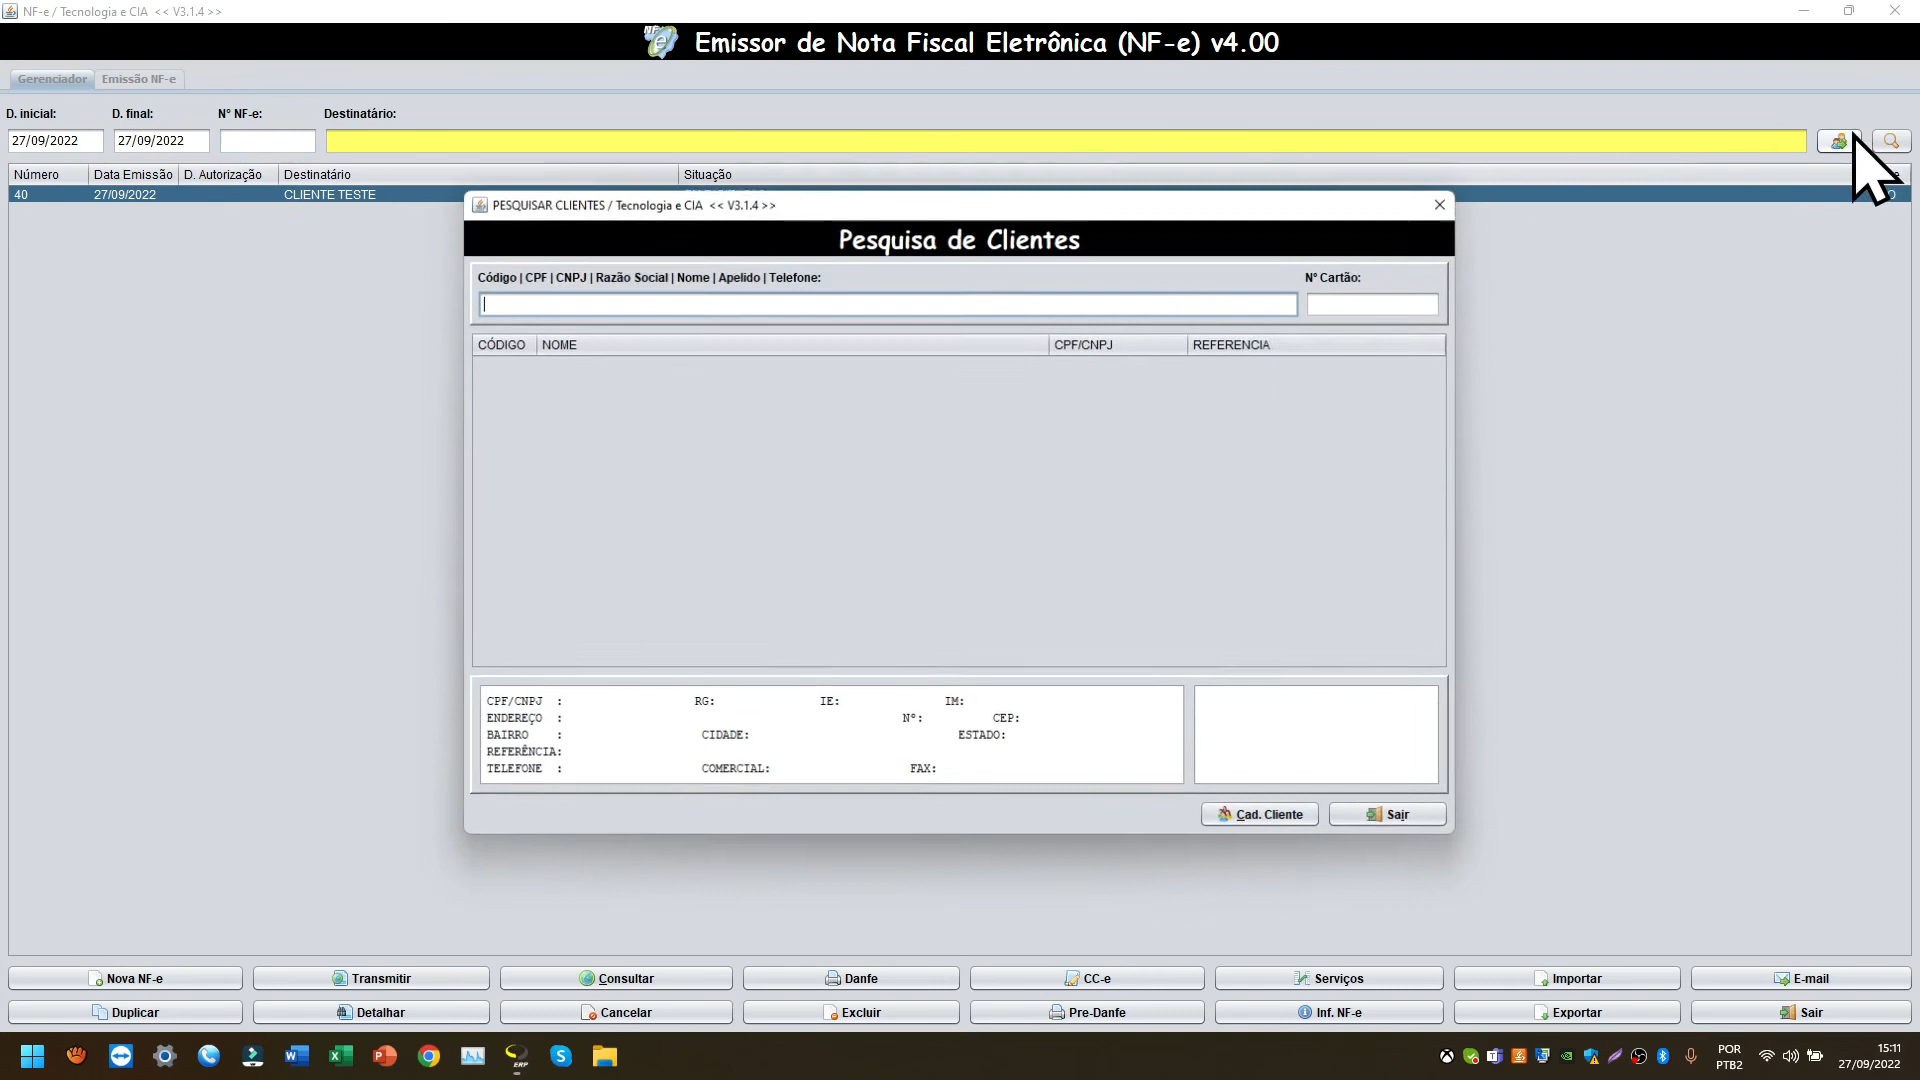 NF-e / Tecnologia e CIA << V3.1.4 >>
Emissor de Nota Fiscal Eletrônica (NF-e) v4.00
Gerenciador Emissão NF-e
D. inicial: D. final: N° NF-e: Destinatário:
27/09/2022 27/09/2022
Número Data Emissão D. Autorização Destinatário Situação
40 27/09/2022 CLIENTE TESTE
PESQUISAR CLIENTES / Tecnologia e CIA << V3.1.4 >>
Pesquisa de Clientes
Código | CPF | CNPJ | Razão Social | Nome | Apelido | Telefone: N° Cartão:
CÓDIGO NOME CPF/CNPJ REFERENCIA
CPF/CNPJ : RG: IE: IM:
ENDEREÇO : N°: CEP:
BAIRRO : CIDADE: ESTADO:
REFERÊNCIA:
TELEFONE : COMERCIAL: FAX:
Cad. Cliente Sair
Nova NF-e Transmitir Consultar Danfe CC-e Serviços Importar E-mail
Duplicar Detalhar Cancelar Excluir Pre-Danfe Inf. NF-e Exportar Sair
POR 15:11
PTB2 27/09/2022